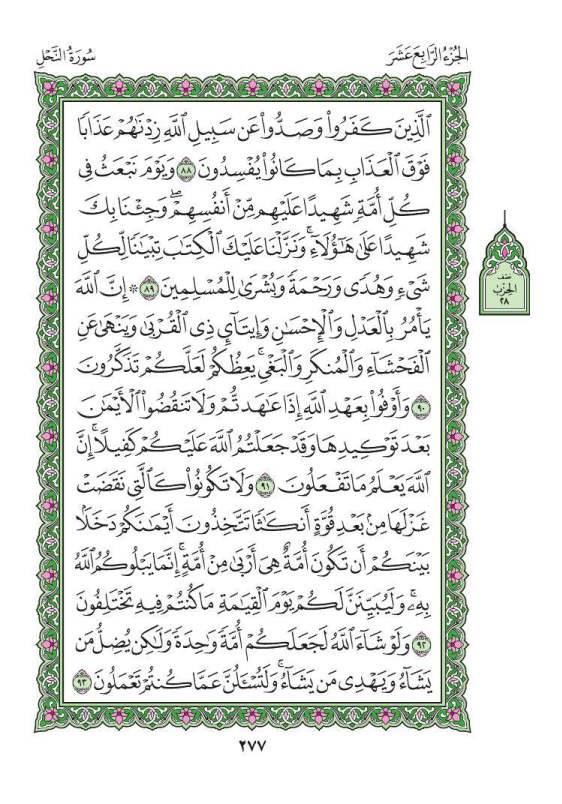 الجُزْءُ الرَّابِعَ عَشَرَ
سُورَةُ النَّحْلِ
ٱلَّذِينَ كَفَرُوا۟ وَصَدُّوا۟ عَن سَبِيلِ ٱللَّهِ زِدْنَٰهُمْ عَذَابًا
فَوْقَ ٱلْعَذَابِ بِمَا كَانُوا۟ يُفْسِدُونَ ٨٨ وَيَوْمَ نَبْعَثُ فِى
كُلِّ أُمَّةٍ شَهِيدًا عَلَيْهِم مِّنْ أَنفُسِهِمْ ۖ وَجِئْنَا بِكَ
شَهِيدًا عَلَىٰ هَٰٓؤُلَآءِ ۚ وَنَزَّلْنَا عَلَيْكَ ٱلْكِتَٰبَ تِبْيَٰنًا لِّكُلِّ
شَىْءٍ وَهُدًى وَرَحْمَةً وَبُشْرَىٰ لِلْمُسْلِمِينَ ٨٩ ۞ إِنَّ ٱللَّهَ
يَأْمُرُ بِٱلْعَدْلِ وَٱلْإِحْسَٰنِ وَإِيتَآئِ ذِى ٱلْقُرْبَىٰ وَيَنْهَىٰ عَنِ
ٱلْفَحْشَآءِ وَٱلْمُنكَرِ وَٱلْبَغْىِ ۚ يَعِظُكُمْ لَعَلَّكُمْ تَذَكَّرُونَ
٩٠ وَأَوْفُوا۟ بِعَهْدِ ٱللَّهِ إِذَا عَٰهَدتُّمْ وَلَا تَنقُضُوا۟ ٱلْأَيْمَٰنَ
بَعْدَ تَوْكِيدِهَا وَقَدْ جَعَلْتُمُ ٱللَّهَ عَلَيْكُمْ كَفِيلًا ۚ إِنَّ
ٱللَّهَ يَعْلَمُ مَا تَفْعَلُونَ ٩١ وَلَا تَكُونُوا۟ كَٱلَّتِى نَقَضَتْ
غَزْلَهَا مِنۢ بَعْدِ قُوَّةٍ أَنكَٰثًا تَتَّخِذُونَ أَيْمَٰنَكُمْ دَخَلًۢا
بَيْنَكُمْ أَن تَكُونَ أُمَّةٌ هِىَ أَرْبَىٰ مِنْ أُمَّةٍ ۚ إِنَّمَا يَبْلُوكُمُ ٱللَّهُ
بِهِۦ ۚ وَلَيُبَيِّنَنَّ لَكُمْ يَوْمَ ٱلْقِيَٰمَةِ مَا كُنتُمْ فِيهِ تَخْتَلِفُونَ
٩٢ وَلَوْ شَآءَ ٱللَّهُ لَجَعَلَكُمْ أُمَّةً وَٰحِدَةً وَلَٰكِن يُضِلُّ مَن
يَشَآءُ وَيَهْدِى مَن يَشَآءُ ۚ وَلَتُسْـَٔلُنَّ عَمَّا كُنتُمْ تَعْمَلُونَ ٩٣
نصف
الحِزْب
٢٨
٢٧٧